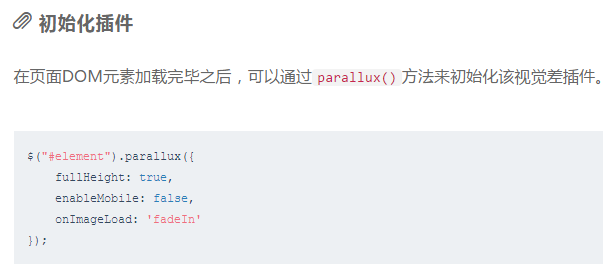 初始化插件
在页面DOM元素加载完毕之后，可以通过 parallux() 方法来初始化该视觉差插件。
$("#element").parallux({
    fullHeight: true,
    enableMobile: false,
    onImageLoad: 'fadeIn'
});